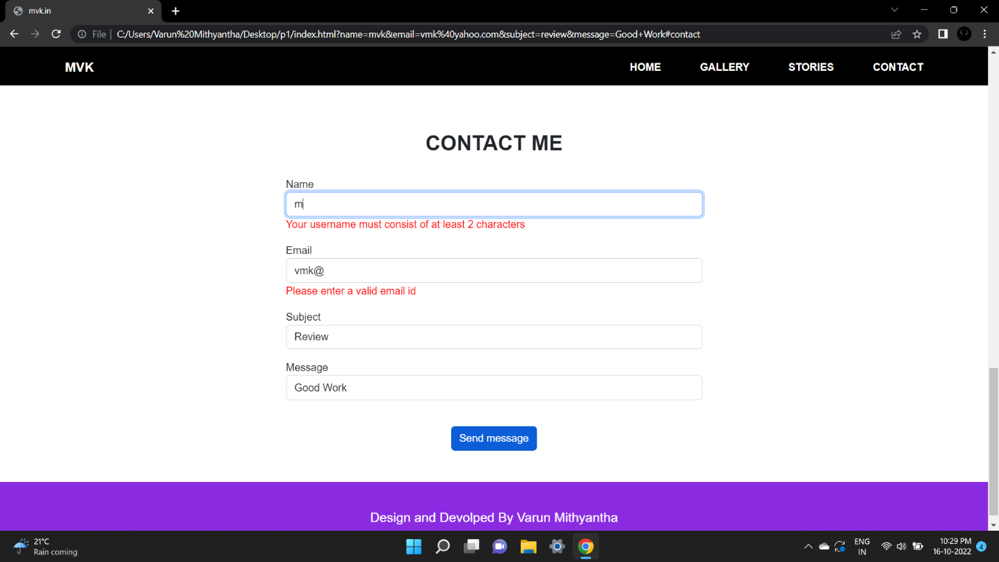 mvk.in
File | C:/Users/Varun%20Mithyantha/Desktop/p1/index.html?name=mvk&email=vmk%40yahoo.com&subject=review&message=Good+Work#contact
MVK HOME GALLERY STORIES CONTACT
CONTACT ME
Name
m
Your username must consist of at least 2 characters
Email
vmk@
Please enter a valid email id
Subject
Review
Message
Good Work
Send message
Design and Devolped By Varun Mithyantha
21°C
Rain coming
ENG
IN
10:29 PM
16-10-2022
4